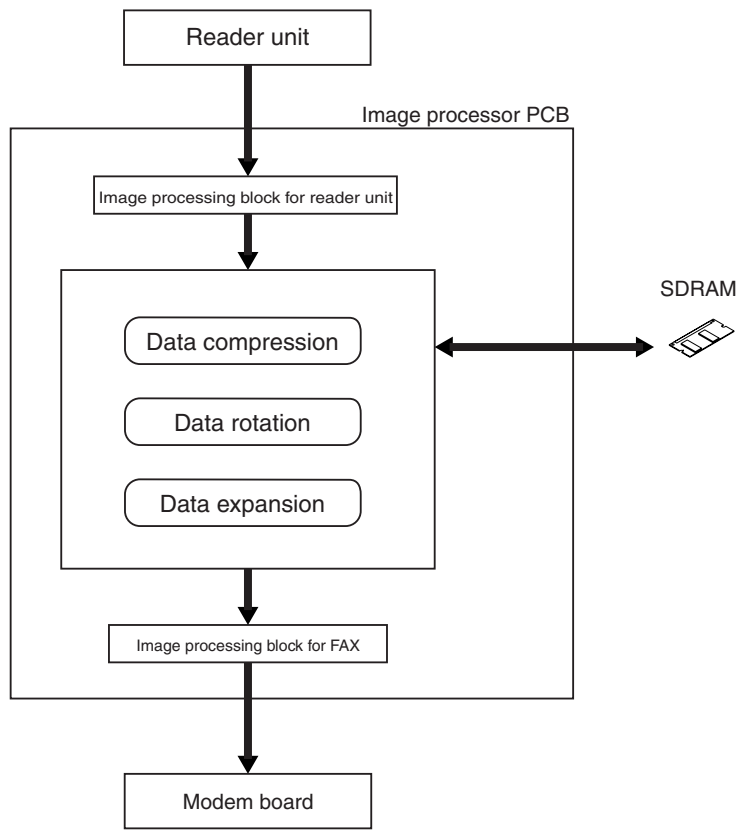 Reader unit
Image processor PCB
Image processing block for reader unit
SDRAM
Data compression
Data rotation
Data expansion
Image processing block for FAX
Modem board